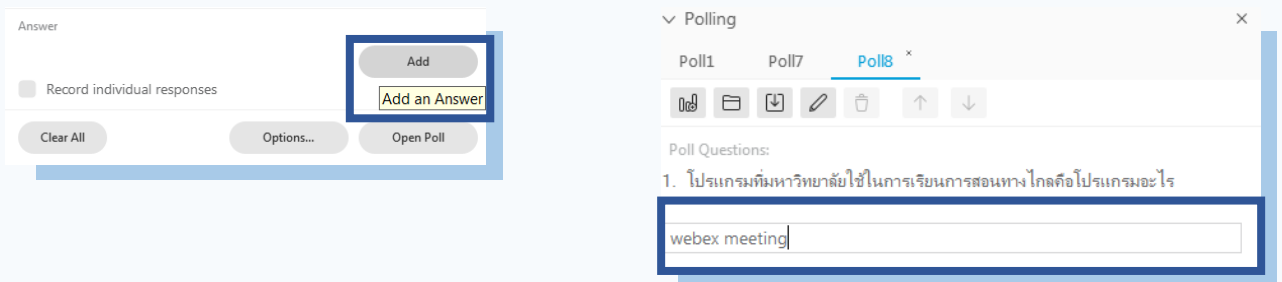 Answer
Add
Record individual responses
Add an Answer
Clear All
Options...
Open Poll
Polling
Poll1
Poll7
Poll8
Poll Questions:
1. โปรแกรมที่มหาวิทยาลัยใช้ในการเรียนการสอนทางไกลคือโปรแกรมอะไร
webex meeting